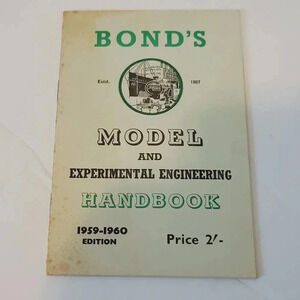 BOND'S
Estd. 1887
MODEL
AND
EXPERIMENTAL ENGINEERING
HANDBOOK
1959-1960
EDITION
Price 2/-